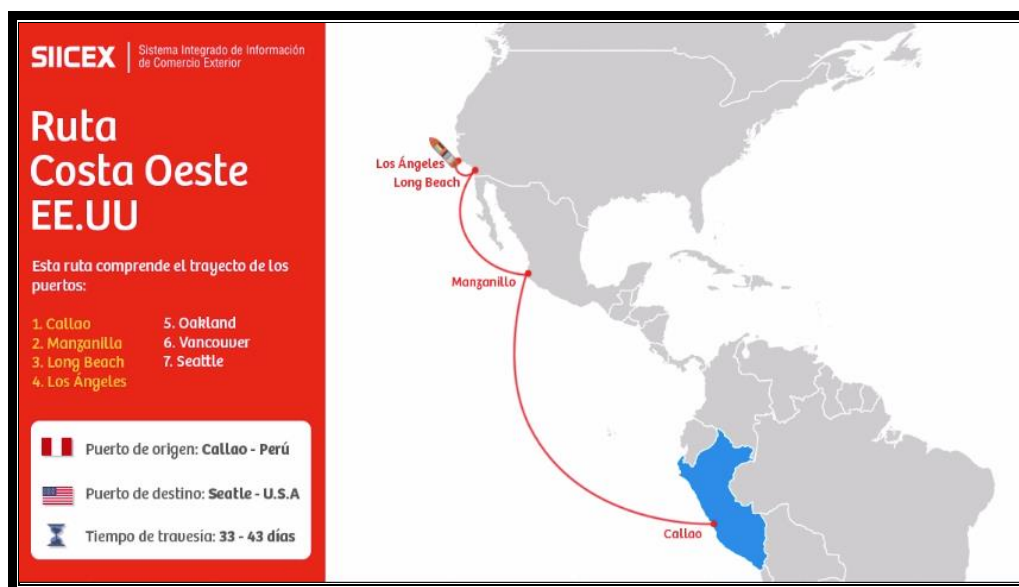 SIICEX
Sistema Integrado de Información
de Comercio Exterior
Ruta
Costa Oeste
EE.UU
Esta ruta comprende el trayecto de los
puertos:
1. Callao
2. Manzanilla
3. Long Beach
4. Los Ángeles
5. Oakland
6. Vancouver
7. Seattle
Puerto de origen: Callao - Perú
Puerto de destino: Seatle - U.S.A
Tiempo de travesía: 33 - 43 días
Los Ángeles
Long Beach
Manzanillo
Callao